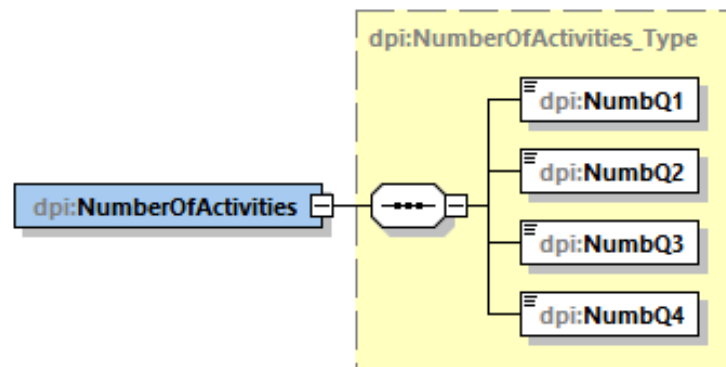 dpi:NumberOfActivities_Type
dpi:NumbQ1
dpi:NumbQ2
dpi:NumberOfActivities
dpi:NumbQ3
dpi:NumbQ4